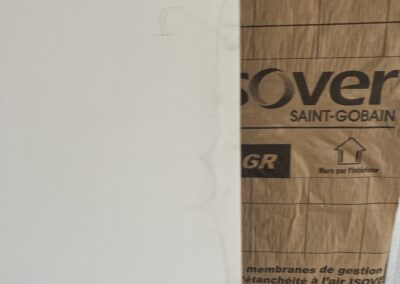 sover
SAINT-GOBAIN
GR
Murs par l'intérieur
membranes de gestion
'étanchéité à l'air ISOVE